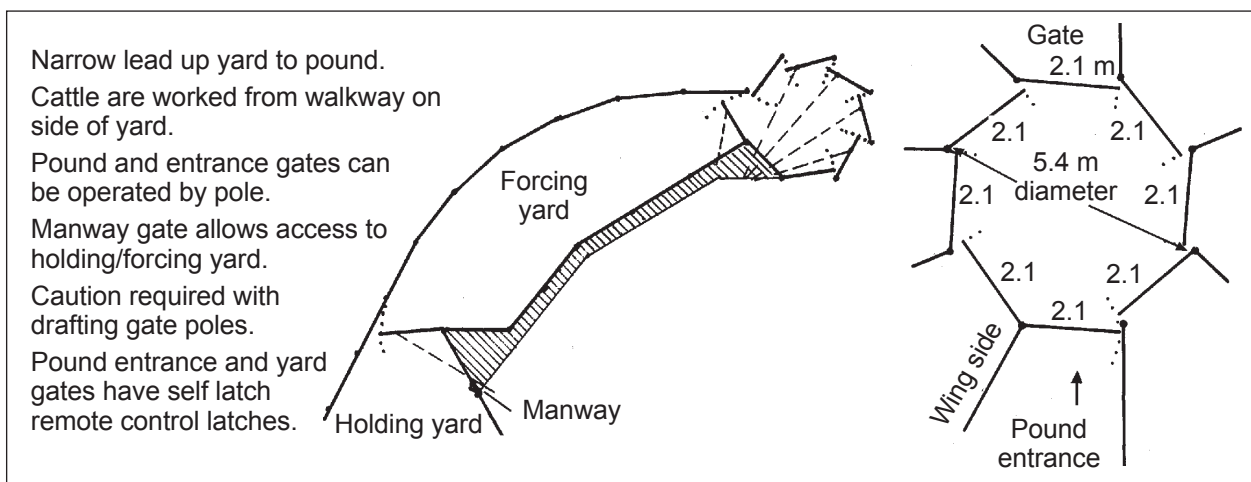 Narrow lead up yard to pound.
Cattle are worked from walkway on
side of yard.
Pound and entrance gates can
be operated by pole.
Manway gate allows access to
holding/forcing yard.
Caution required with
drafting gate poles.
Pound entrance and yard
gates have self latch
remote control latches.
Forcing
yard
Holding yard
Manway
Gate
2.1 m
2.1
2.1
5.4 m
diameter
2.1
2.1
2.1
2.1
2.1
Wing side
Pound
entrance